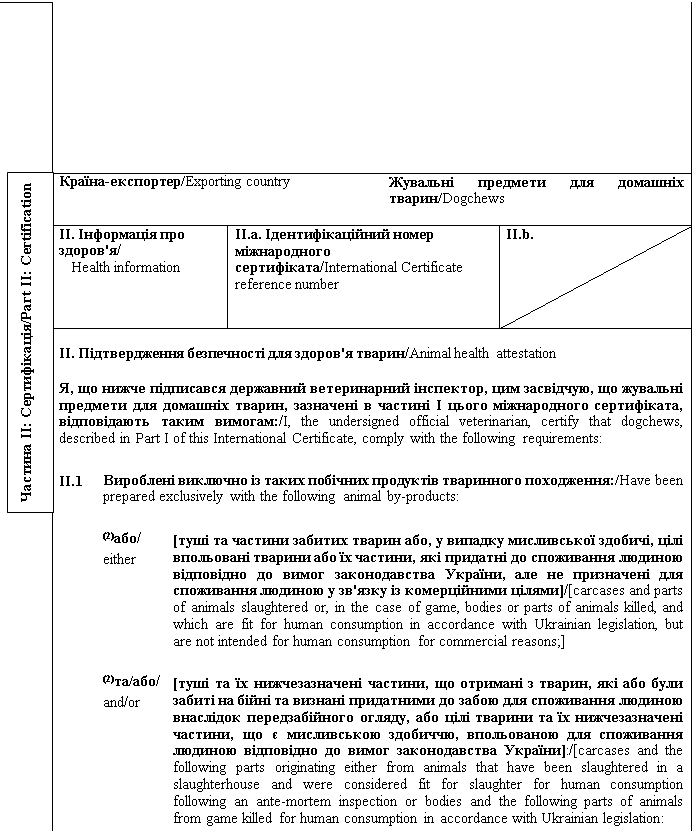 Частина II: Сертифікація/Part II: Certification
Країна-експортер/Exporting country
Жувальні предмети для домашніх
тварин/Dogchews
II. Інформація про
здоров'я/
Health information
II.a. Ідентифікаційний номер
міжнародного
сертифіката/International Certificate
reference number
II.b.
II. Підтвердження безпечності для здоров'я тварин/Animal health attestation
Я, що нижче підписався державний ветеринарний інспектор, цим засвідчую, що жувальні
предмети для домашніх тварин, зазначені в частині I цього міжнародного сертифіката,
відповідають таким вимогам:/I, the undersigned official veterinarian, certify that dogchews,
described in Part I of this International Certificate, comply with the following requirements:
II.1 Вироблені виключно із таких побічних продуктів тваринного походження:/Have been
prepared exclusively with the following animal by-products:
(2)або/
either
[туші та частини забитих тварин або, у випадку мисливської здобичі, цілі
впольовані тварини або їх частини, які придатні до споживання людиною
відповідно до вимог законодавства України, але не призначені для
споживання людиною у зв'язку із комерційними цілями]/[carcases and parts
of animals slaughtered or, in the case of game, bodies or parts of animals killed, and
which are fit for human consumption in accordance with Ukrainian legislation, but
are not intended for human consumption for commercial reasons;]
(2)та/або/
and/or
[туші та їх нижчезазначені частини, що отримані з тварин, які або були
забиті на бійні та визнані придатними до забою для споживання людиною
внаслідок передзабійного огляду, або цілі тварини та їх нижчезазначені
частини, що є мисливською здобиччю, впольованою для споживання
людиною відповідно до вимог законодавства України]:/[carcases and the
following parts originating either from animals that have been slaughtered in a
slaughterhouse and were considered fit for slaughter for human consumption
following an ante-mortem inspection or bodies and the following parts of animals
from game killed for human consumption in accordance with Ukrainian legislation: